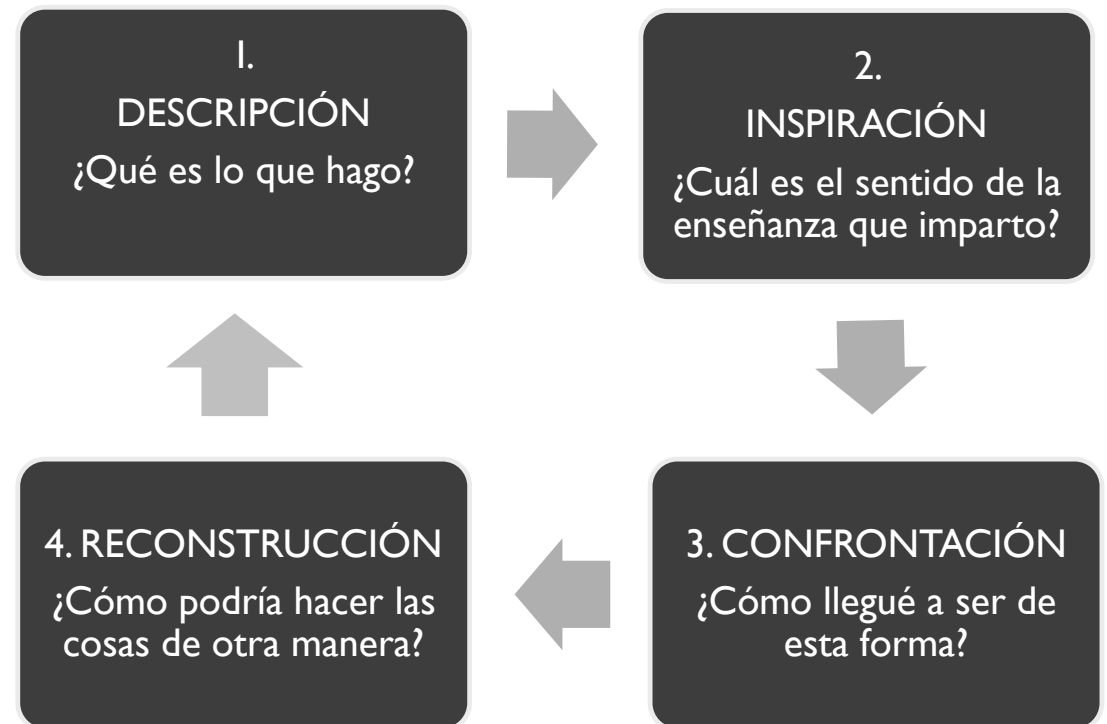 1.
DESCRIPCIÓN
¿Qué es lo que hago?
2.
INSPIRACIÓN
¿Cuál es el sentido de la
enseñanza que imparto?
3. CONFRONTACIÓN
¿Cómo llegué a ser de
esta forma?
4. RECONSTRUCCIÓN
¿Cómo podría hacer las
cosas de otra manera?